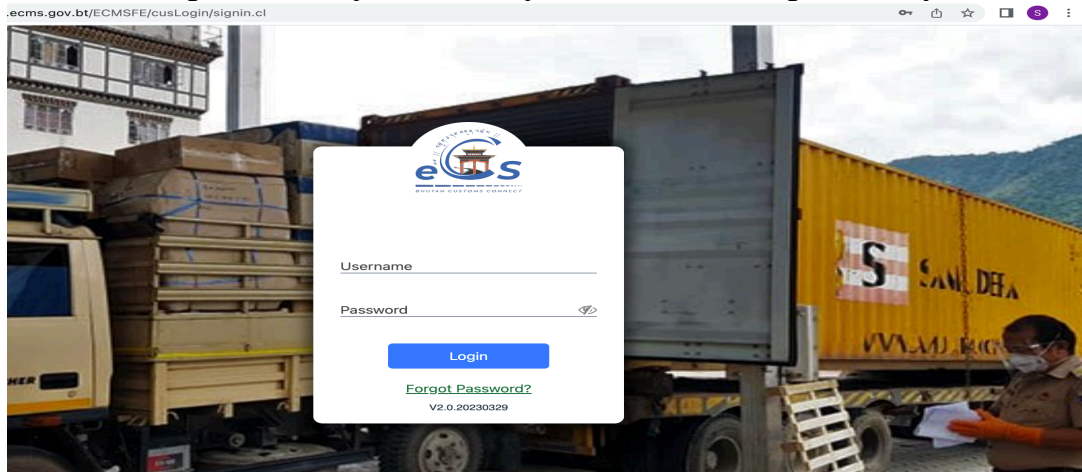 .ecms.gov.bt/ECMSFE/cusLogin/signin.cl
S
eCS
BHUTAN CUSTOMS CONNECT
Username
Password
Login
Forgot Password?
V2.0.20230329
S